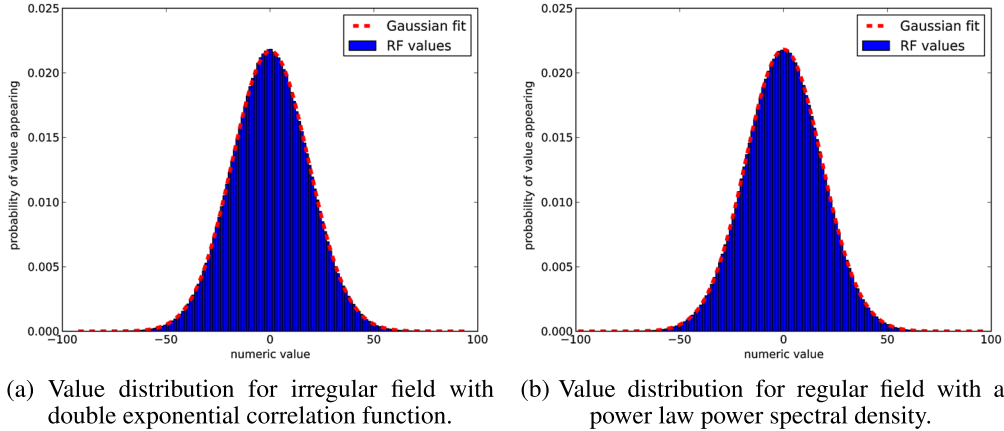 0.025
0.020
0.015
0.010
0.005
0.000
probability of value appearing
−100
−50
0
50
100
numeric value
Gaussian fit
RF values
(a) Value distribution for irregular field with
double exponential correlation function.
0.025
0.020
0.015
0.010
0.005
0.000
probability of value appearing
−100
−50
0
50
100
numeric value
Gaussian fit
RF values
(b) Value distribution for regular field with a
power law power spectral density.